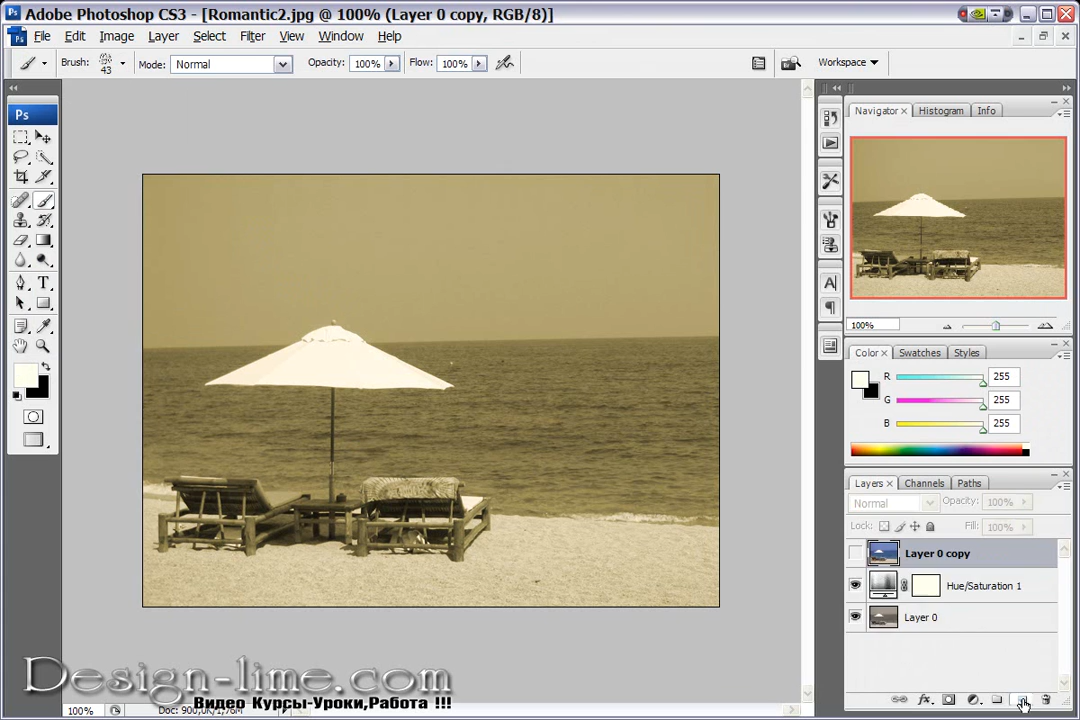 Adobe Photoshop CS3 - [Romantic2.jpg @ 100% (Layer 0 copy, RGB/8)]
File Edit Image Layer Select Filter View Window Help
Brush: 43 Mode: Normal Opacity: 100% Flow: 100% Workspace
Ps
Navigator Histogram Info
100%
Color Swatches Styles
R 255
G 255
B 255
Layers Channels Paths
Normal Opacity: 100%
Lock: Fill: 100%
Layer 0 copy
Hue/Saturation 1
Layer 0
Design-lime.com
Видео Курсы-Уроки,Работа !!!
100% Doc: 900,0K/1,76M